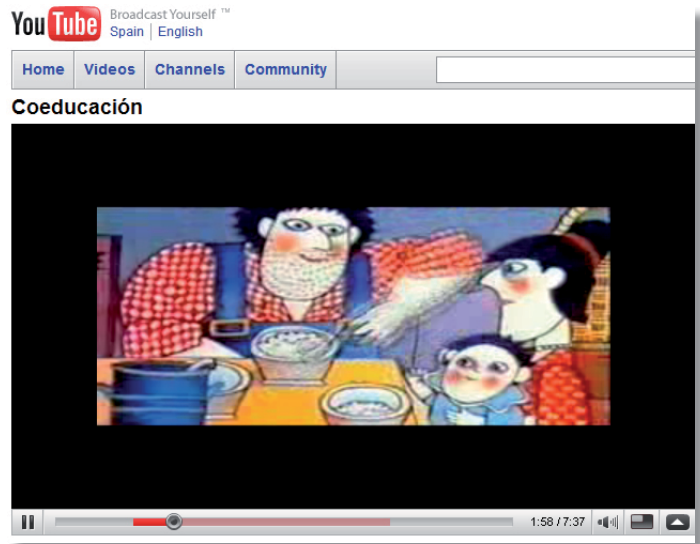 YouTube Broadcast Yourself ™
Spain | English
Home Videos Channels Community
Coeducación
1:58 / 7:37